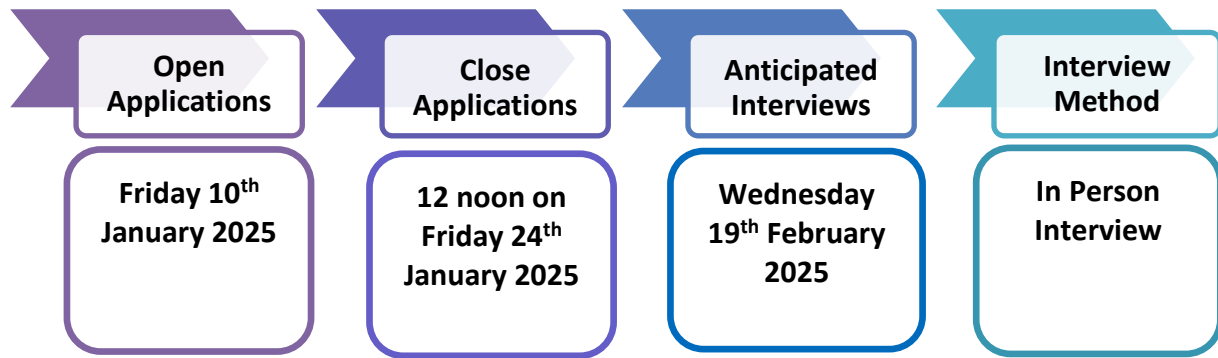 Open
Applications
Friday 10th
January 2025
Close
Applications
12 noon on
Friday 24th
January 2025
Anticipated
Interviews
Wednesday
19th February
2025
Interview
Method
In Person
Interview